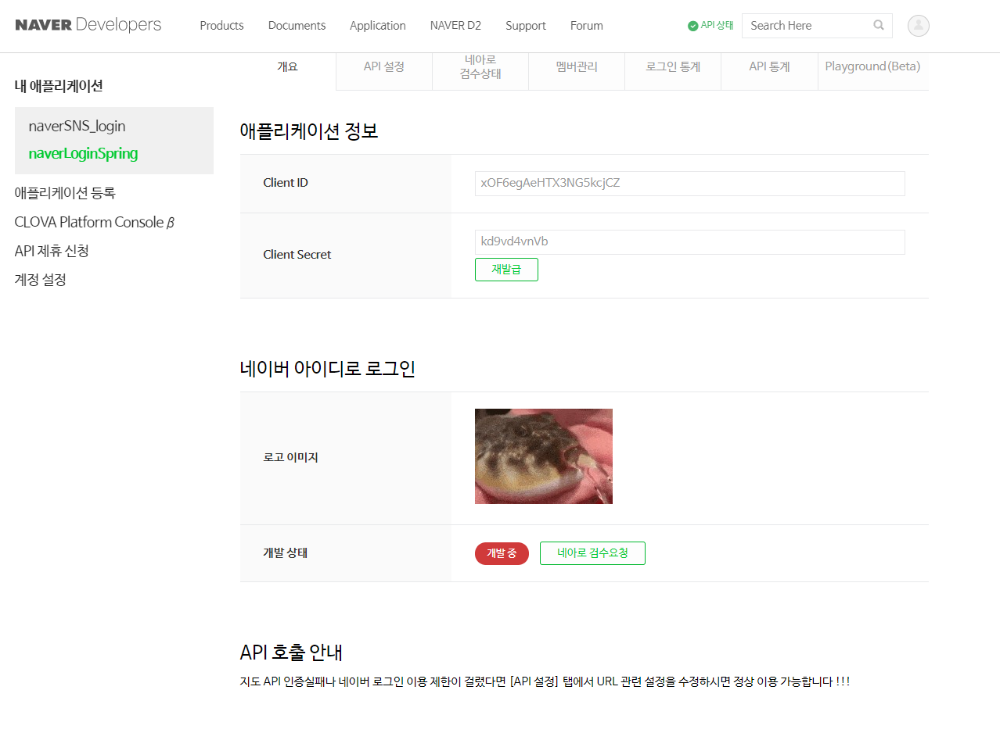 NAVER Developers
Products
Documents
Application
NAVER D2
Support
Forum
API 상태
Search Here
내 애플리케이션
naverSNS_login
naverLoginSpring
애플리케이션 등록
CLOVA Platform Console β
API 제휴 신청
계정 설정
개요
API 설정
네아로
검수상태
멤버관리
로그인 통계
API 통계
Playground(Beta)
애플리케이션 정보
Client ID
xOF6egAeHTX3NG5kcjCZ
Client Secret
kd9vd4vnVb
재발급
네이버 아이디로 로그인
로고 이미지
개발 상태
개발 중
네아로 검수요청
API 호출 안내
지도 API 인증실패나 네이버 로그인 이용 제한이 걸렸다면 [API 설정] 탭에서 URL 관련 설정을 수정하시면 정상 이용 가능합니다 !!!